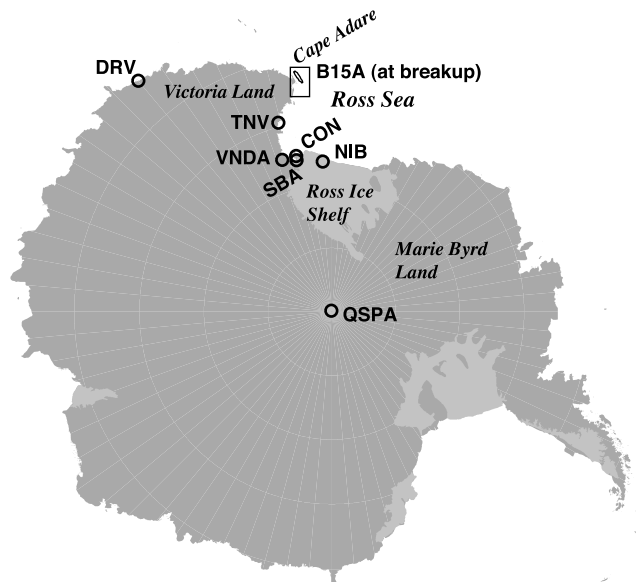 Cape Adare
DRV
B15A (at breakup)
Victoria Land
Ross Sea
TNV
CON
VNDA
NIB
SBA
Ross Ice
Shelf
Marie Byrd
Land
QSPA